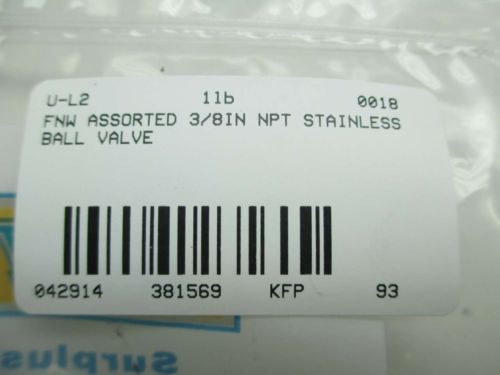 U-L2 1lb 0018
FNW ASSORTED 3/8IN NPT STAINLESS
BALL VALVE
042914 381569 KFP 93
Surplus